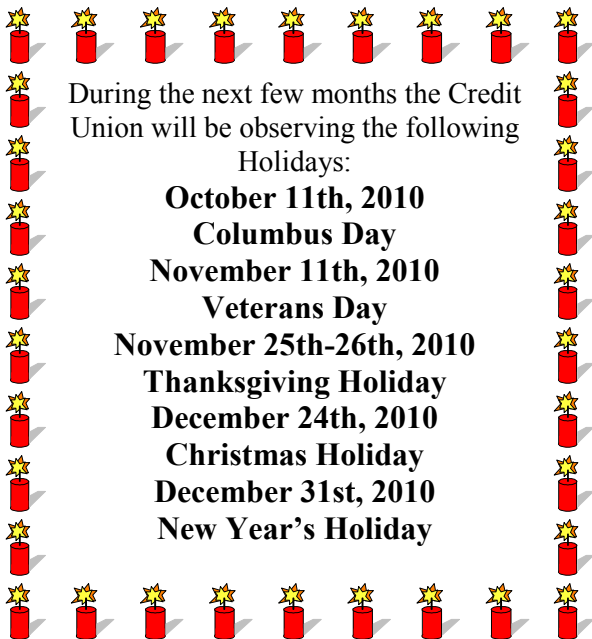 During the next few months the Credit
Union will be observing the following
Holidays:
October 11th, 2010
Columbus Day
November 11th, 2010
Veterans Day
November 25th-26th, 2010
Thanksgiving Holiday
December 24th, 2010
Christmas Holiday
December 31st, 2010
New Year’s Holiday